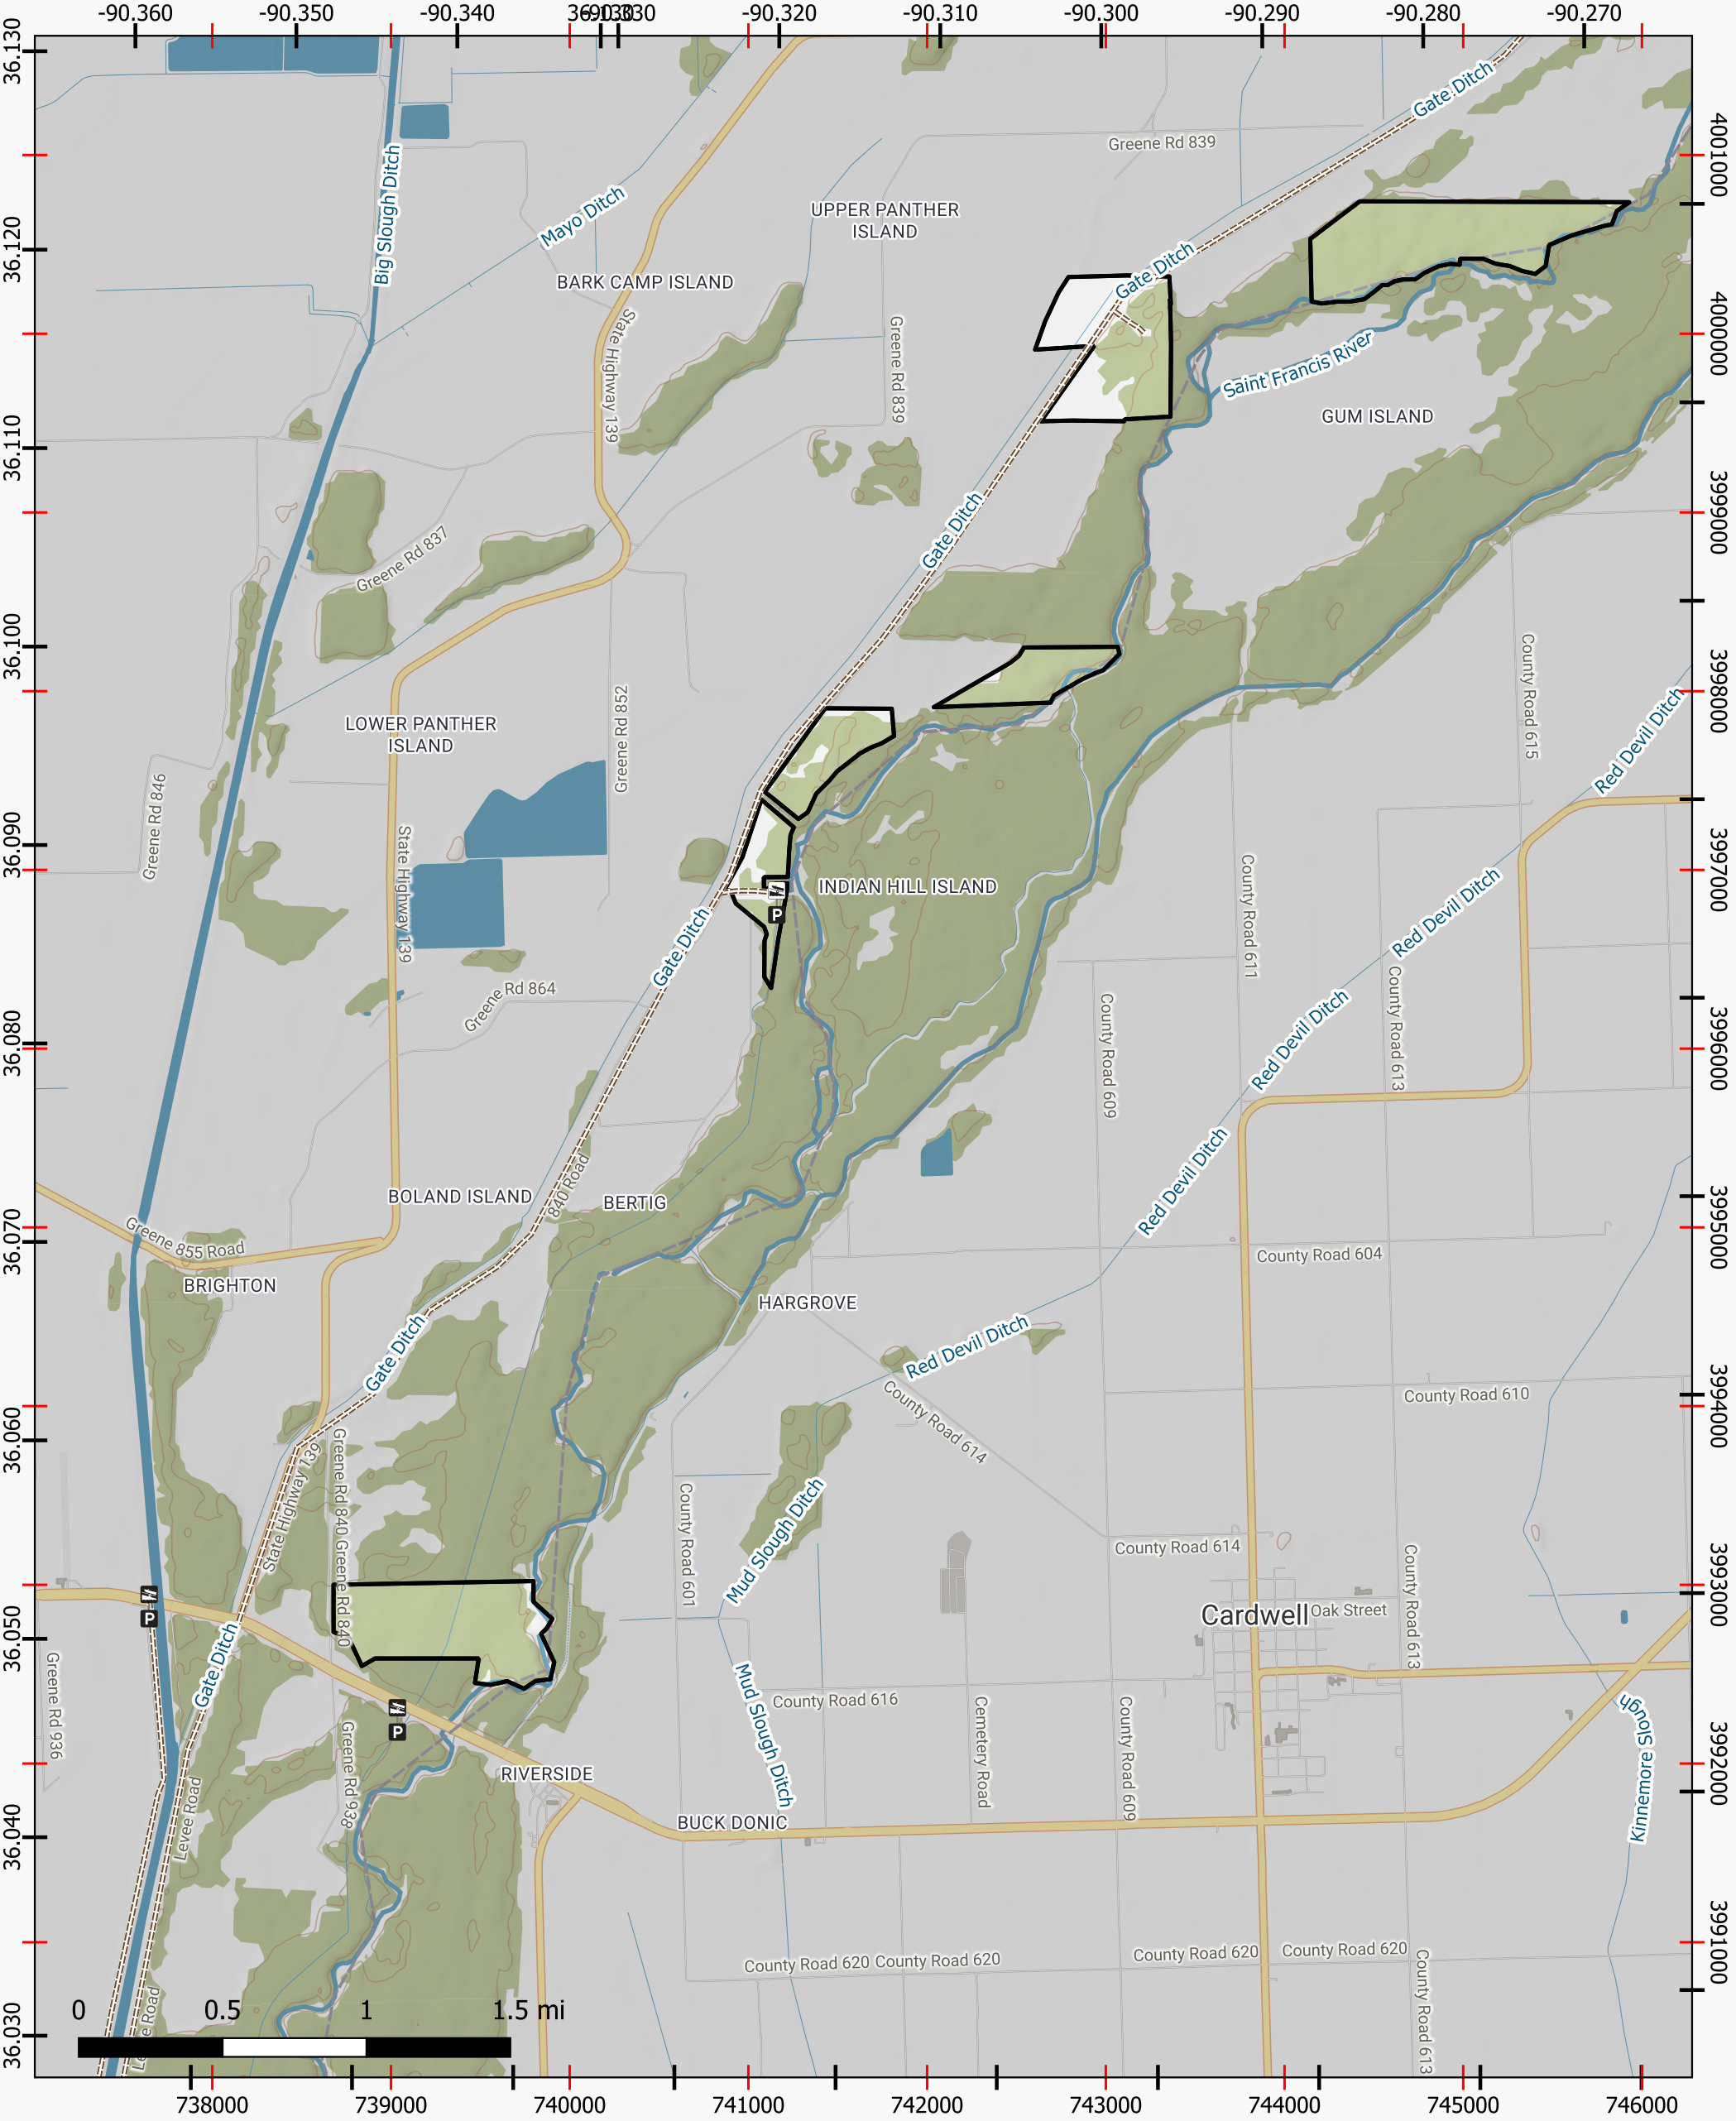 -90.360
-90.350
-90.340
-90.330
-90.320
-90.310
-90.300
-90.290
-90.280
-90.270
36.130
36.120
36.110
36.100
36.090
36.080
36.070
36.060
36.050
36.040
36.030
4001000
4000000
3999000
3998000
3997000
3996000
3995000
3994000
3993000
3992000
3991000
738000
739000
740000
741000
742000
743000
744000
745000
746000
Gate Ditch
Greene Rd 839
Big Slough Ditch
Mayo Ditch
UPPER PANTHER
ISLAND
BARK CAMP ISLAND
Gate Ditch
State Highway 139
Greene Rd 839
Saint Francis River
GUM ISLAND
Gate Ditch
Greene Rd 837
County Road 615
Greene Rd 852
LOWER PANTHER
ISLAND
Red Devil Ditch
Greene Rd 846
State Highway 139
INDIAN HILL ISLAND
P
County Road 611
Red Devil Ditch
Gate Ditch
Greene Rd 864
County Road 609
County Road 613
Red Devil Ditch
840 Road
Red Devil Ditch
BOLAND ISLAND
BERTIG
Greene 855 Road
County Road 604
BRIGHTON
HARGROVE
Gate Ditch
Red Devil Ditch
County Road 614
County Road 610
State Highway 139
Greene Rd 840
Greene Rd 840
County Road 601
Mud Slough Ditch
County Road 614
County Road 613
P
Cardwell
Oak Street
Greene Rd 936
Gate Ditch
Mud Slough Ditch
County Road 616
Cemetery Road
County Road 609
Kinnemore Slough
P
Greene Rd 938
RIVERSIDE
Levee Road
BUCK DONIC
County Road 620
County Road 620
County Road 620
County Road 620
County Road 613
Levee Road
0 0.5 1 1.5 mi